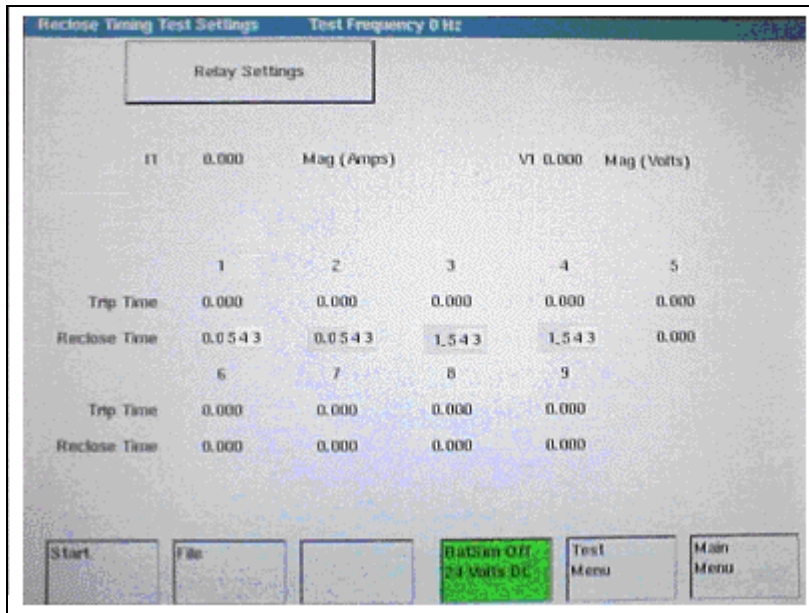 Reclose Timing Test Settings Test Frequency 0 Hz
Relay Settings
I1 0.000 Mag (Amps) V1 0.000 Mag (Volts)
1 2 3 4 5
Trip Time 0.000 0.000 0.000 0.000 0.000
Reclose Time 0.0543 0.0543 1.543 1.543 0.000
6 7 8 9
Trip Time 0.000 0.000 0.000 0.000
Reclose Time 0.000 0.000 0.000 0.000
Start File BatSim Off Test Main
24 Volts DC Menu Menu